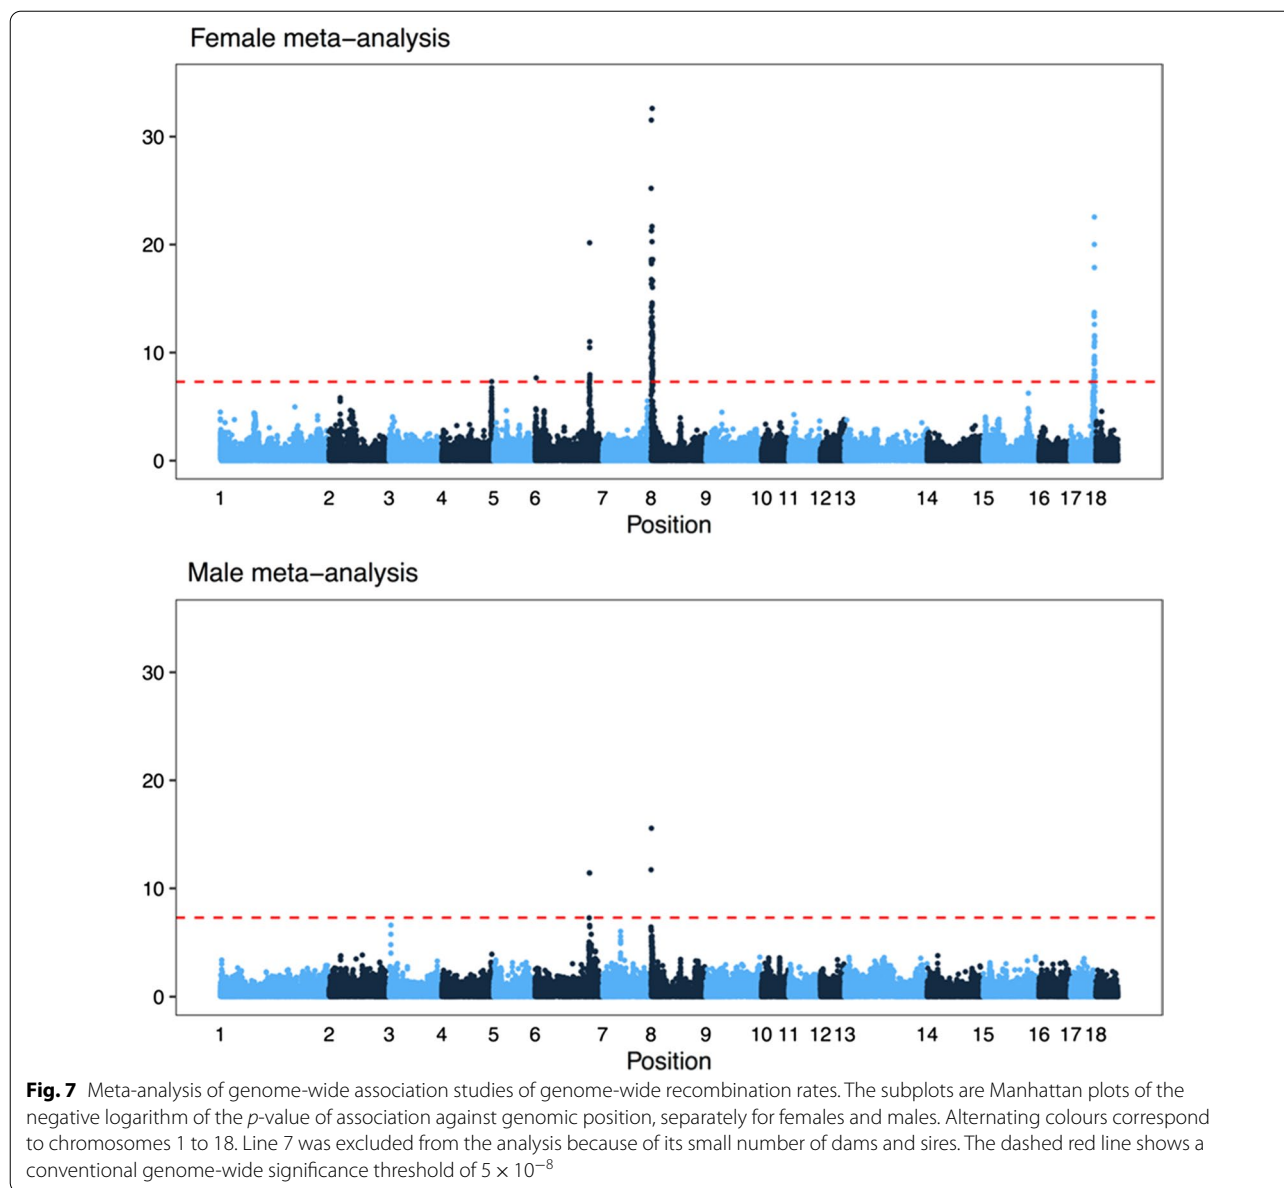 Female meta−analysis
30
20
10
0
1 2 3 4 5 6 7 8 9 10 11 12 13 14 15 16 17 18
Position
Male meta−analysis
30
20
10
0
1 2 3 4 5 6 7 8 9 10 11 12 13 14 15 16 17 18
Position
Fig. 7 Meta-analysis of genome-wide association studies of genome-wide recombination rates. The subplots are Manhattan plots of the
negative logarithm of the p-value of association against genomic position, separately for females and males. Alternating colours correspond
to chromosomes 1 to 18. Line 7 was excluded from the analysis because of its small number of dams and sires. The dashed red line shows a
conventional genome-wide significance threshold of 5 × 10⁻⁸